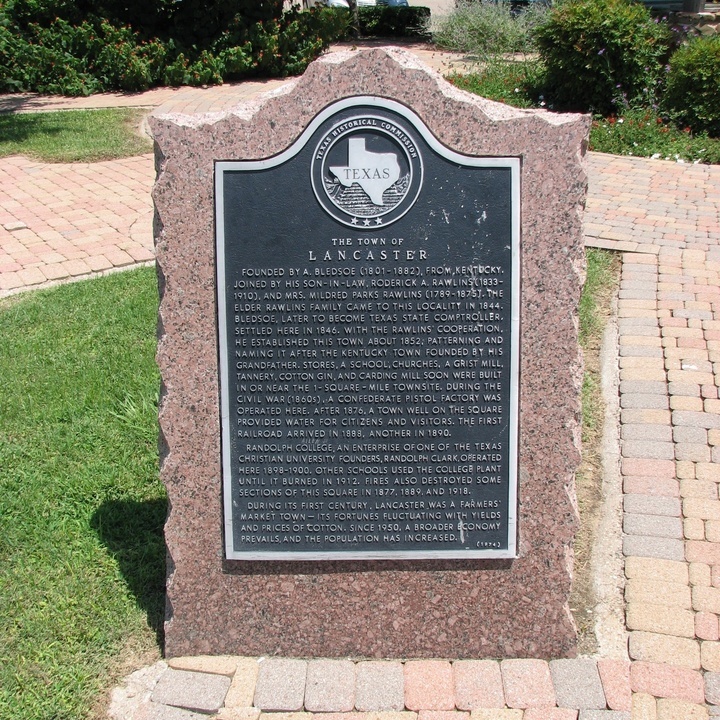 TEXAS HISTORICAL COMMISSION
TEXAS
THE TOWN OF
LANCASTER
FOUNDED BY A. BLEDSOE (1801-1882), FROM KENTUCKY.
JOINED BY HIS SON-IN-LAW, RODERICK A. RAWLINS (1833-
1910), AND MRS. MILDRED PARKS RAWLINS (1789-1875). THE
ELDER RAWLINS FAMILY CAME TO THIS LOCALITY IN 1844.
BLEDSOE, LATER TO BECOME TEXAS STATE COMPTROLLER,
SETTLED HERE IN 1846. WITH THE RAWLINS' COOPERATION,
HE ESTABLISHED THIS TOWN ABOUT 1852, PATTERNING AND
NAMING IT AFTER THE KENTUCKY TOWN FOUNDED BY HIS
GRANDFATHER. STORES, A SCHOOL, CHURCHES, A GRIST MILL,
TANNERY, COTTON GIN, AND CARDING MILL SOON WERE BUILT
IN OR NEAR THE 1-SQUARE-MILE TOWNSITE. DURING THE
CIVIL WAR (1860s), A CONFEDERATE PISTOL FACTORY WAS
OPERATED HERE. AFTER 1876, A TOWN WELL ON THE SQUARE
PROVIDED WATER FOR CITIZENS AND VISITORS. THE FIRST
RAILROAD ARRIVED IN 1888, ANOTHER IN 1890.
RANDOLPH COLLEGE, AN ENTERPRISE OF ONE OF THE TEXAS
CHRISTIAN UNIVERSITY FOUNDERS, RANDOLPH CLARK, OPERATED
HERE 1898-1900. OTHER SCHOOLS USED THE COLLEGE PLANT
UNTIL IT BURNED IN 1912. FIRES ALSO DESTROYED SOME
SECTIONS OF THIS SQUARE IN 1877, 1889, AND 1918.
DURING ITS FIRST CENTURY, LANCASTER WAS A FARMERS'
MARKET TOWN — ITS FORTUNES FLUCTUATING WITH YIELDS
AND PRICES OF COTTON. SINCE 1950, A BROADER ECONOMY
PREVAILS, AND THE POPULATION HAS INCREASED.
(1974)